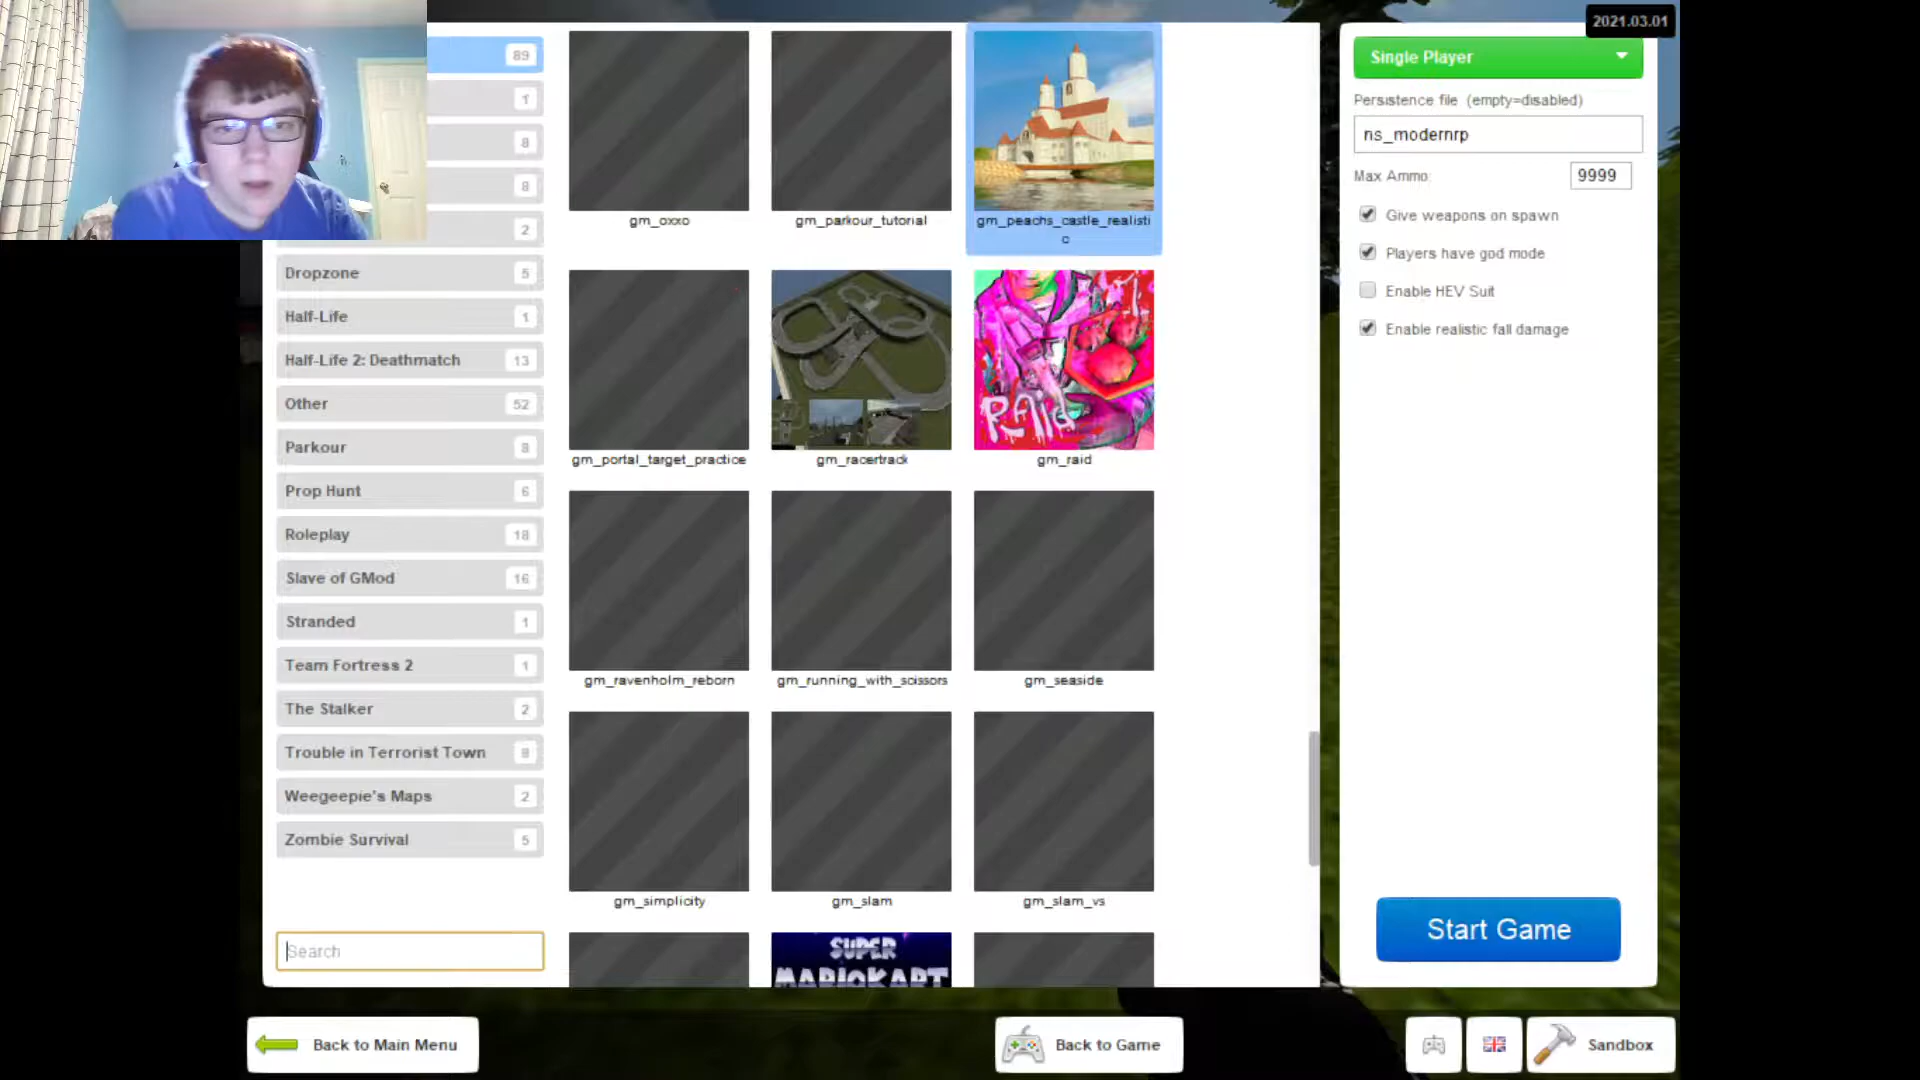 2021.03.01
89
1
8
8
2
Dropzone 5
Half-Life 1
Half-Life 2: Deathmatch 13
Other 52
Parkour 8
Prop Hunt 6
Roleplay 18
Slave of GMod 16
Stranded 1
Team Fortress 2 1
The Stalker 2
Trouble in Terrorist Town 8
Weegeepie's Maps 2
Zombie Survival 5
Search
gm_oxxo
gm_parkour_tutorial
gm_peachs_castle_realisti
c
gm_portal_target_practice
gm_racertrack
RAid
gm_raid
gm_ravenholm_reborn
gm_running_with_scissors
gm_seaside
gm_simplicity
gm_slam
gm_slam_vs
SUPER
MARIOKART
Single Player
Persistence file (empty=disabled)
ns_modernrp
Max Ammo: 9999
Give weapons on spawn
Players have god mode
Enable HEV Suit
Enable realistic fall damage
Start Game
Back to Main Menu
Back to Game
Sandbox